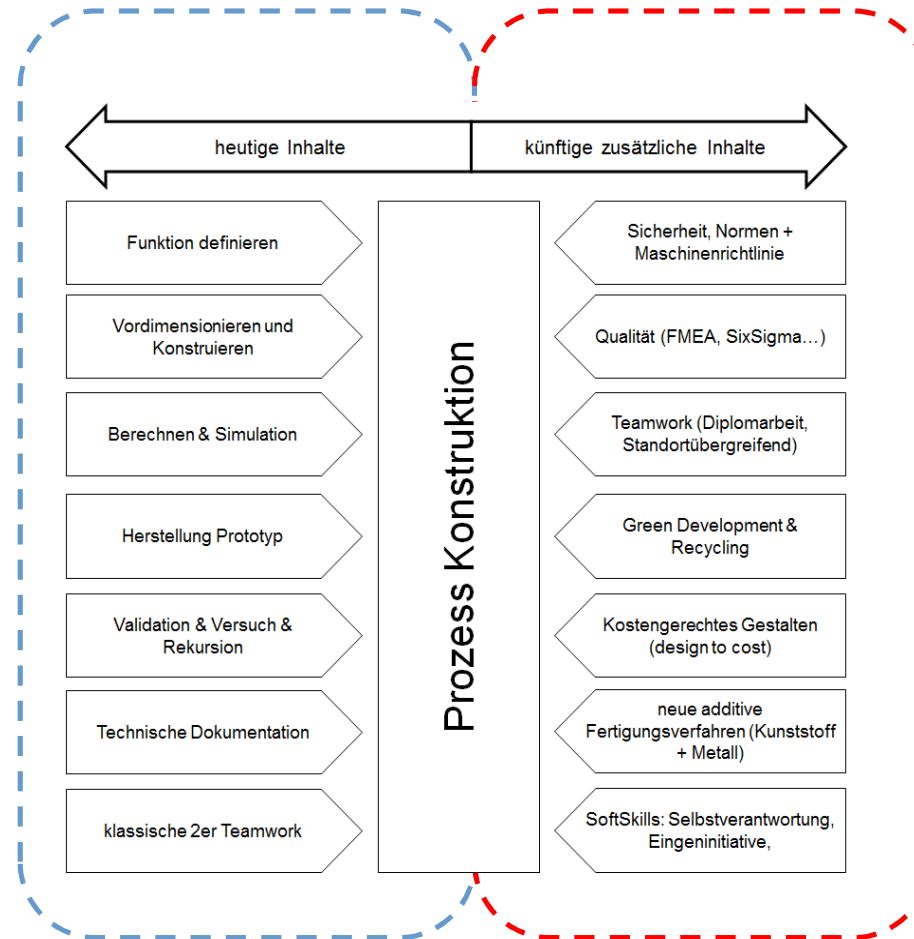 heutige Inhalte
künftige zusätzliche Inhalte
Funktion definieren
Vordimensionieren und
Konstruieren
Berechnen & Simulation
Herstellung Prototyp
Validation & Versuch &
Rekursion
Technische Dokumentation
klassische 2er Teamwork
Prozess Konstruktion
Sicherheit, Normen +
Maschinenrichtlinie
Qualität (FMEA, SixSigma…)
Teamwork (Diplomarbeit,
Standortübergreifend)
Green Development &
Recycling
Kostengerechtes Gestalten
(design to cost)
neue additive
Fertigungsverfahren (Kunststoff
+ Metall)
SoftSkills: Selbstverantwortung,
Eingeninitiative,